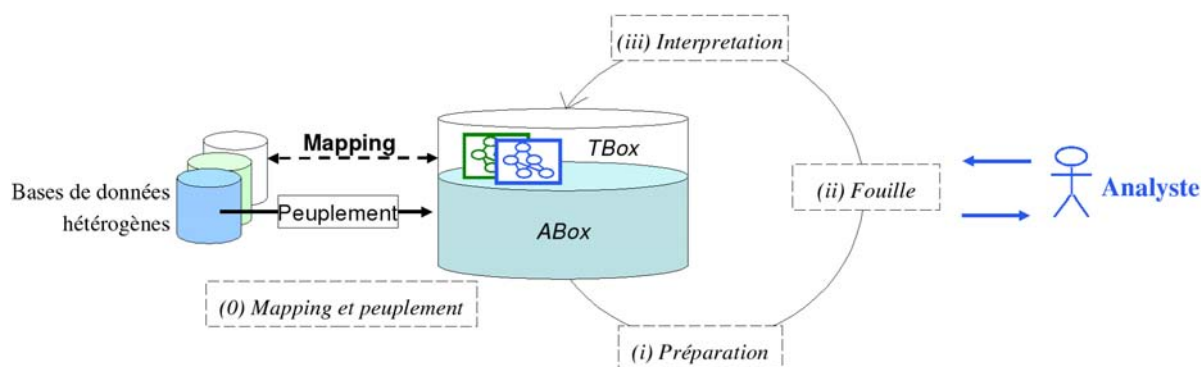 (iii) Interpretation
Mapping
TBox
Bases de données
hétérogènes
Peuplement
ABox
(ii) Fouille
Analyste
(0) Mapping et peuplement
(i) Préparation